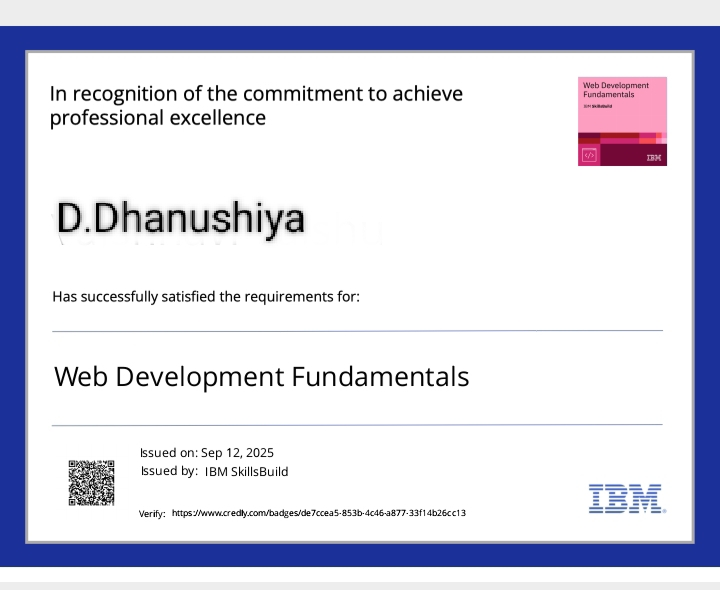 In recognition of the commitment to achieve
professional excellence
Web Development
Fundamentals
IBM SkillsBuild
</>
IBM
D.Dhanushiya
Has successfully satisfied the requirements for:
Web Development Fundamentals
Issued on: Sep 12, 2025
Issued by: IBM SkillsBuild
Verify: https://www.credly.com/badges/de7ccea5-853b-4c46-a877-33f14b26cc13
IBM®